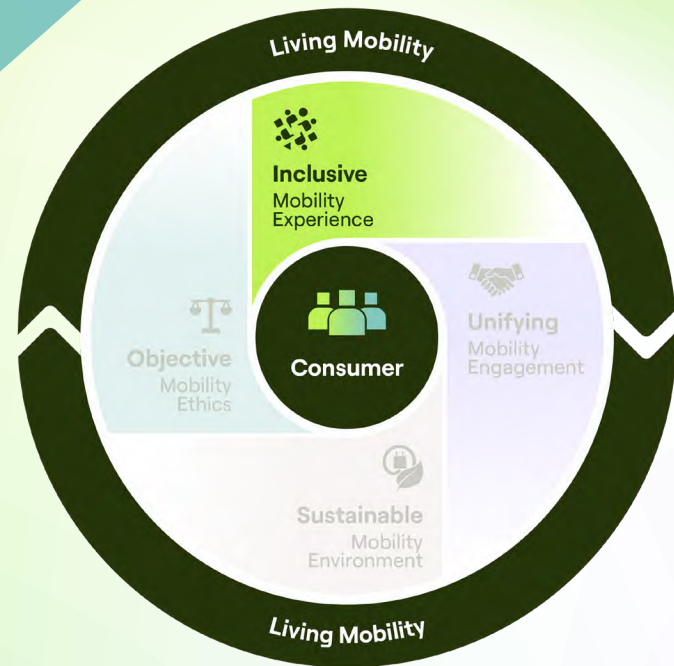 Living Mobility
Inclusive
Mobility
Experience
Unifying
Mobility
Engagement
Objective
Mobility
Ethics
Consumer
Sustainable
Mobility
Environment
Living Mobility